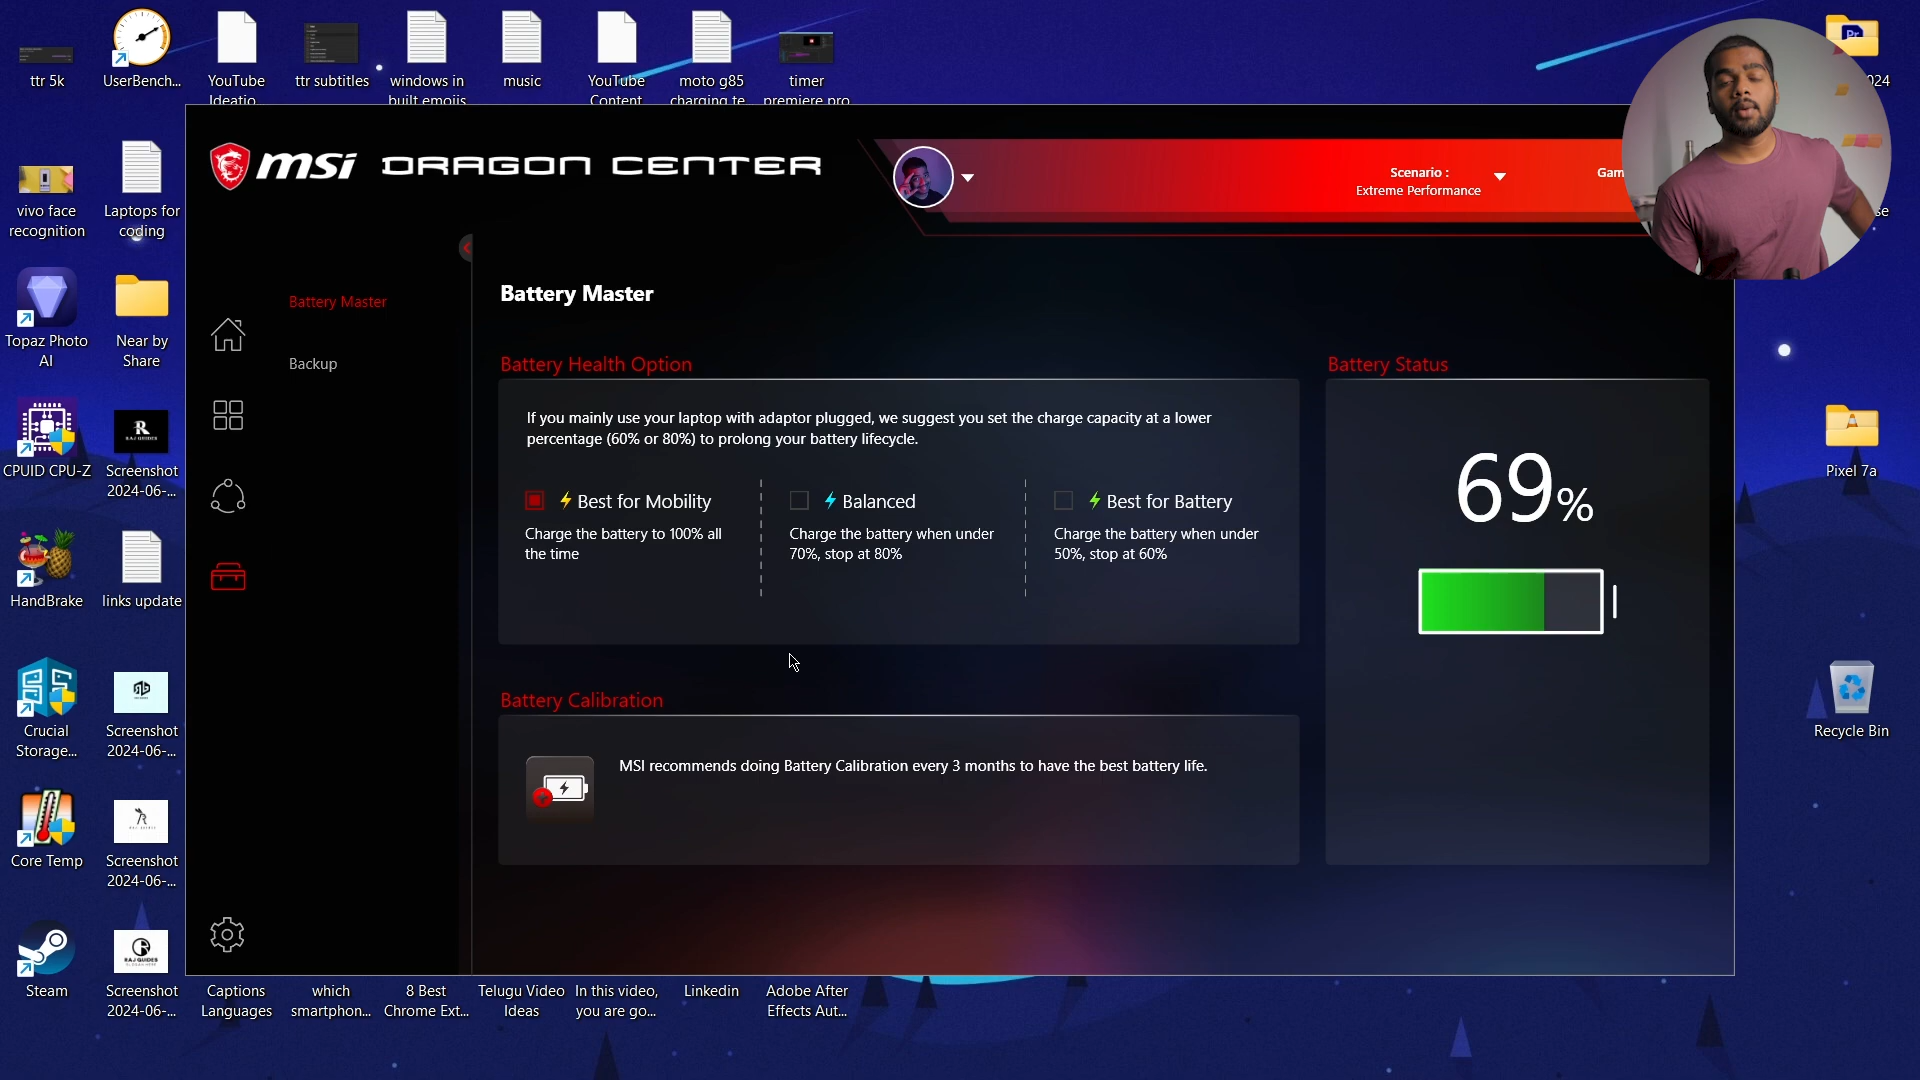 ttr 5k
UserBench...
YouTube
Ideatio
ttr subtitles
windows in
built emojis
music
YouTube
Content
moto g85
charging te
timer
premiere pro
024
msi DRAGON CENTER
Scenario :
Extreme Performance
Gam
vivo face
recognition
Laptops for
coding
se
Battery Master
Backup
Battery Master
Topaz Photo
AI
Near by
Share
Battery Health Option
If you mainly use your laptop with adaptor plugged, we suggest you set the charge capacity at a lower
percentage (60% or 80%) to prolong your battery lifecycle.
Best for Mobility
Charge the battery to 100% all
the time
Balanced
Charge the battery when under
70%, stop at 80%
Best for Battery
Charge the battery when under
50%, stop at 60%
Battery Status
69%
Pr
R
RAJ GUIDES
CPUID CPU-Z
Screenshot
2024-06-...
Pixel 7a
HandBrake
links update
Battery Calibration
MSI recommends doing Battery Calibration every 3 months to have the best battery life.
Crucial
Storage...
Screenshot
2024-06-...
Recycle Bin
Core Temp
Screenshot
2024-06-...
RAJ GUIDES
Steam
Screenshot
2024-06-...
Captions
Languages
which
smartphon...
8 Best
Chrome Ext...
Telugu Video
Ideas
In this video,
you are go...
Linkedin
Adobe After
Effects Aut...